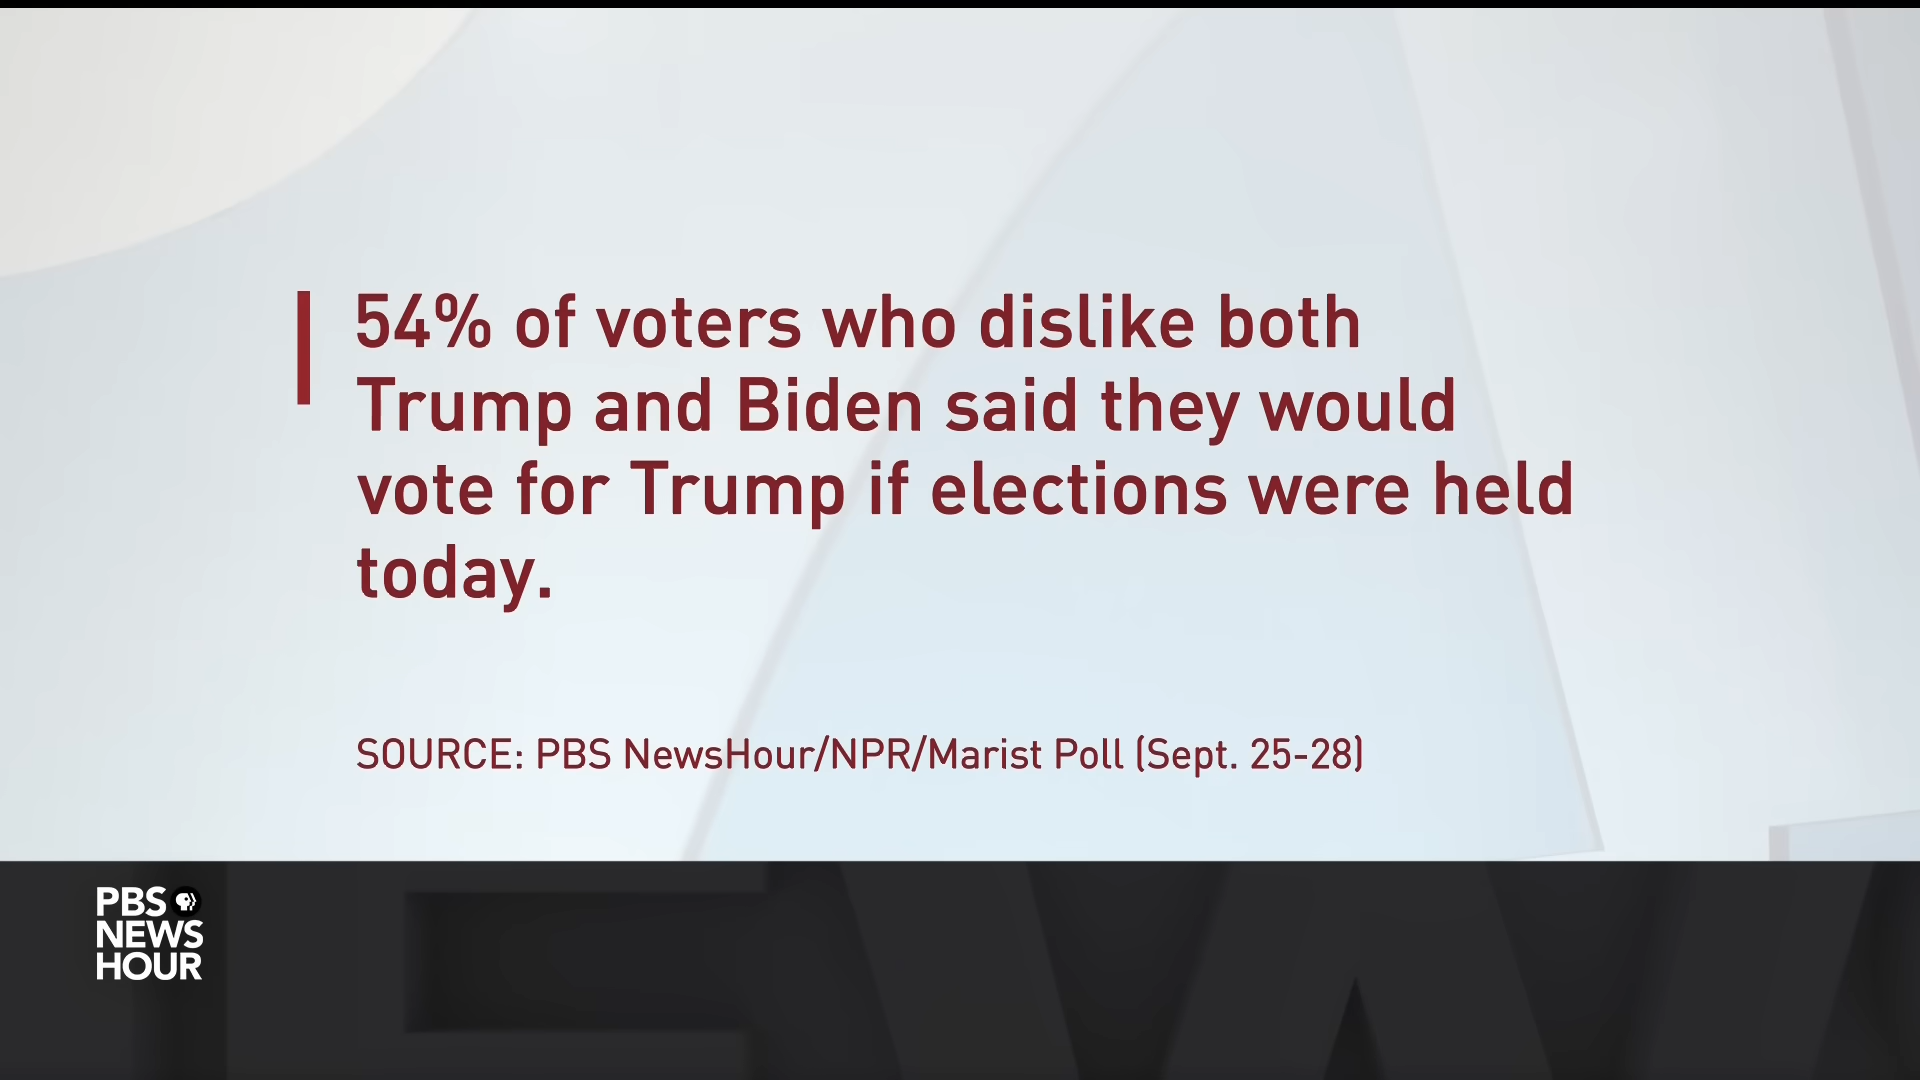 54% of voters who dislike both
Trump and Biden said they would
vote for Trump if elections were held
today.
SOURCE: PBS NewsHour/NPR/Marist Poll (Sept. 25-28)
PBS
NEWS
HOUR